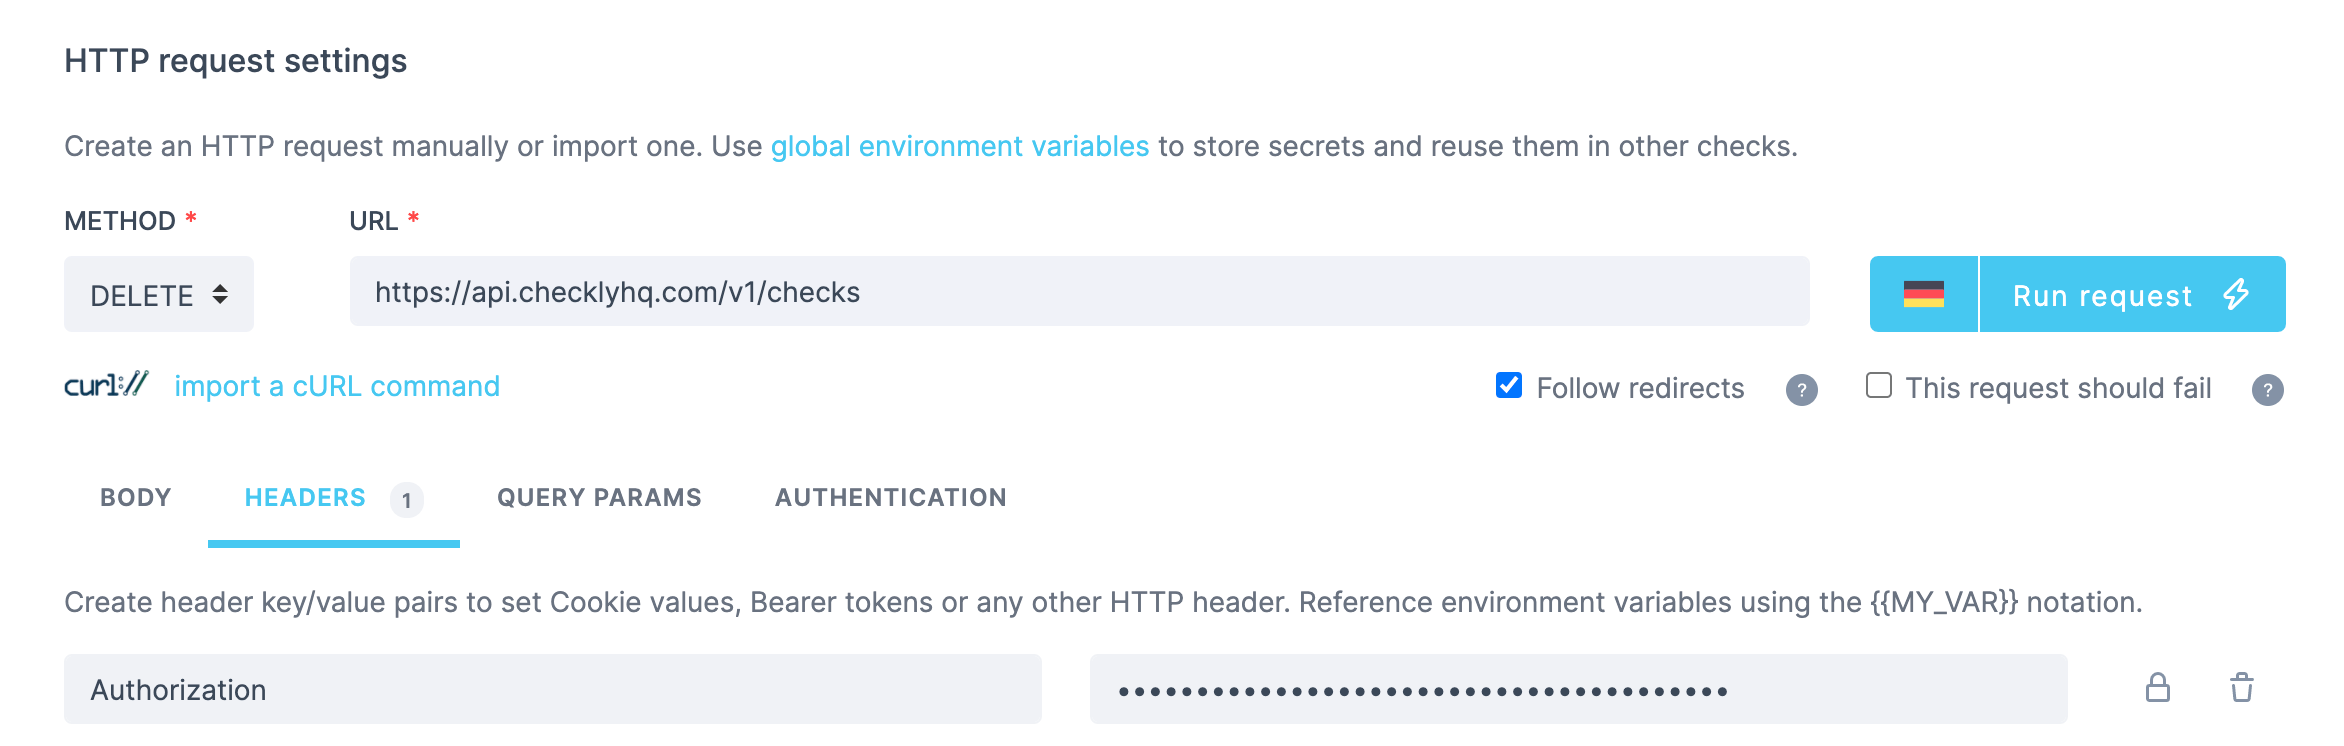 HTTP request settings
Create an HTTP request manually or import one. Use global environment variables to store secrets and reuse them in other checks.
METHOD * URL *
DELETE https://api.checklyhq.com/v1/checks Run request
curl:// import a cURL command Follow redirects ? This request should fail ?
BODY HEADERS 1 QUERY PARAMS AUTHENTICATION
Create header key/value pairs to set Cookie values, Bearer tokens or any other HTTP header. Reference environment variables using the {{MY_VAR}} notation.
Authorization •••••••••••••••••••••••••••••••••••••••